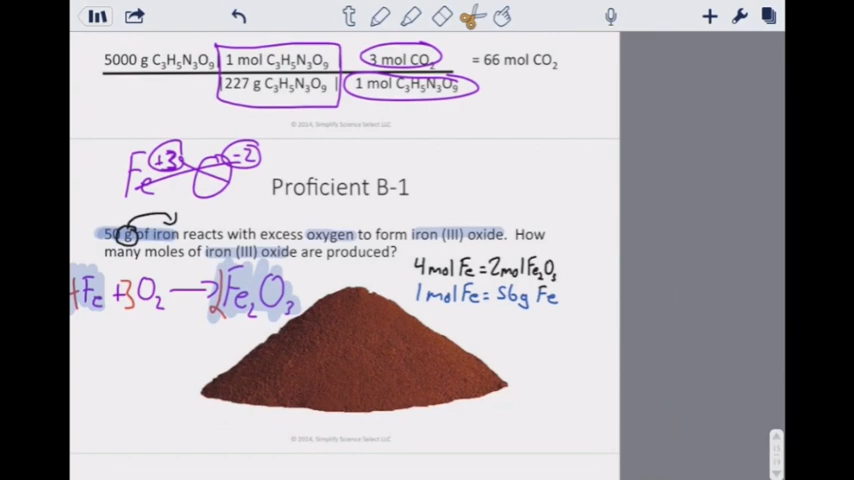 5000 g C₃H₅N₃O₉ 1 mol C₃H₅N₃O₉ 3 mol CO₂ = 66 mol CO₂
227 g C₃H₅N₃O₉ 1 mol C₃H₅N₃O₉
© 2014, Simplify Science Select LLC
Fe +3 O -2
Proficient B-1
50 g of iron reacts with excess oxygen to form iron (III) oxide. How
many moles of iron (III) oxide are produced?
4 mol Fe = 2 mol Fe₂O₃
1 mol Fe = 56g Fe
4Fe + 3O₂ → 2Fe₂O₃
© 2014, Simplify Science Select LLC
15
19